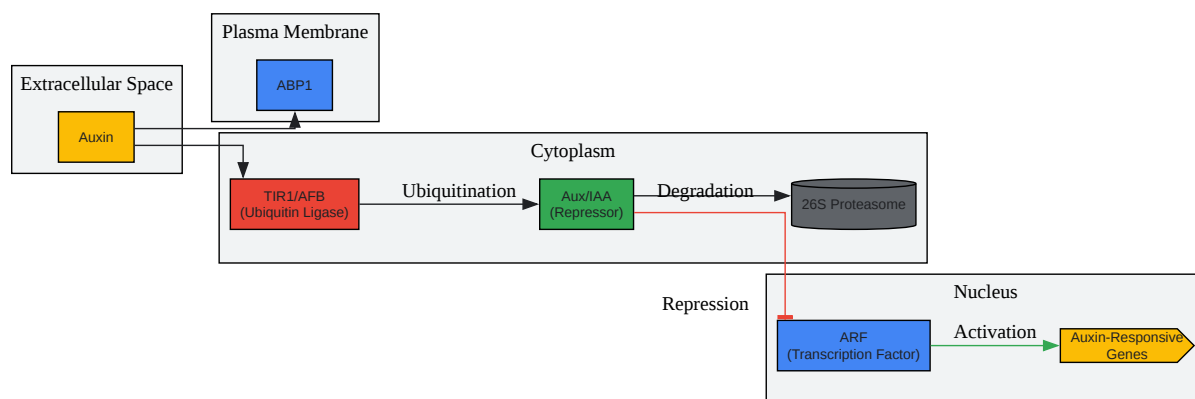 Plasma Membrane
ABP1
Extracellular Space
Auxin
Cytoplasm
TIR1/AFB
(Ubiquitin Ligase)
Ubiquitination
Aux/IAA
(Repressor)
Degradation
26S Proteasome
Repression
Nucleus
ARF
(Transcription Factor)
Activation
Auxin-Responsive
Genes